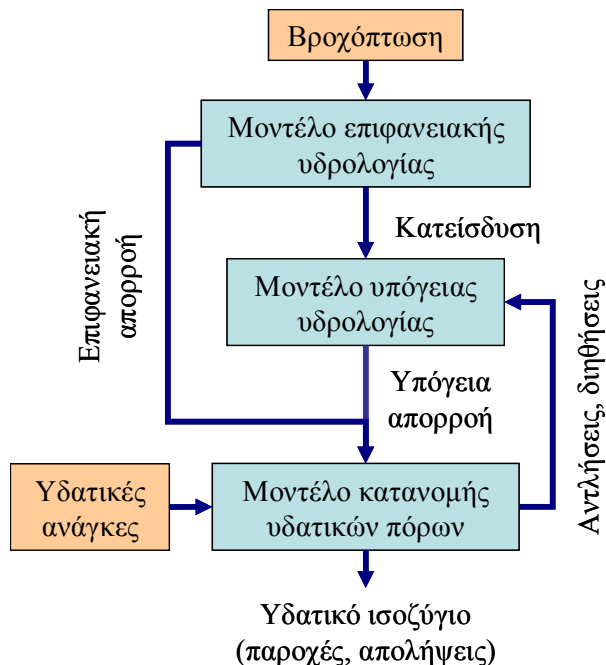 Βροχόπτωση
Μοντέλο επιφανειακής
υδρολογίας
Επιφανειακή
απορροή
Κατείσδυση
Μοντέλο υπόγειας
υδρολογίας
Υπόγεια
απορροή
Αντλήσεις, διηθήσεις
Υδατικές
ανάγκες
Μοντέλο κατανομής
υδατικών πόρων
Υδατικό ισοζύγιο
(παροχές, απολήψεις)